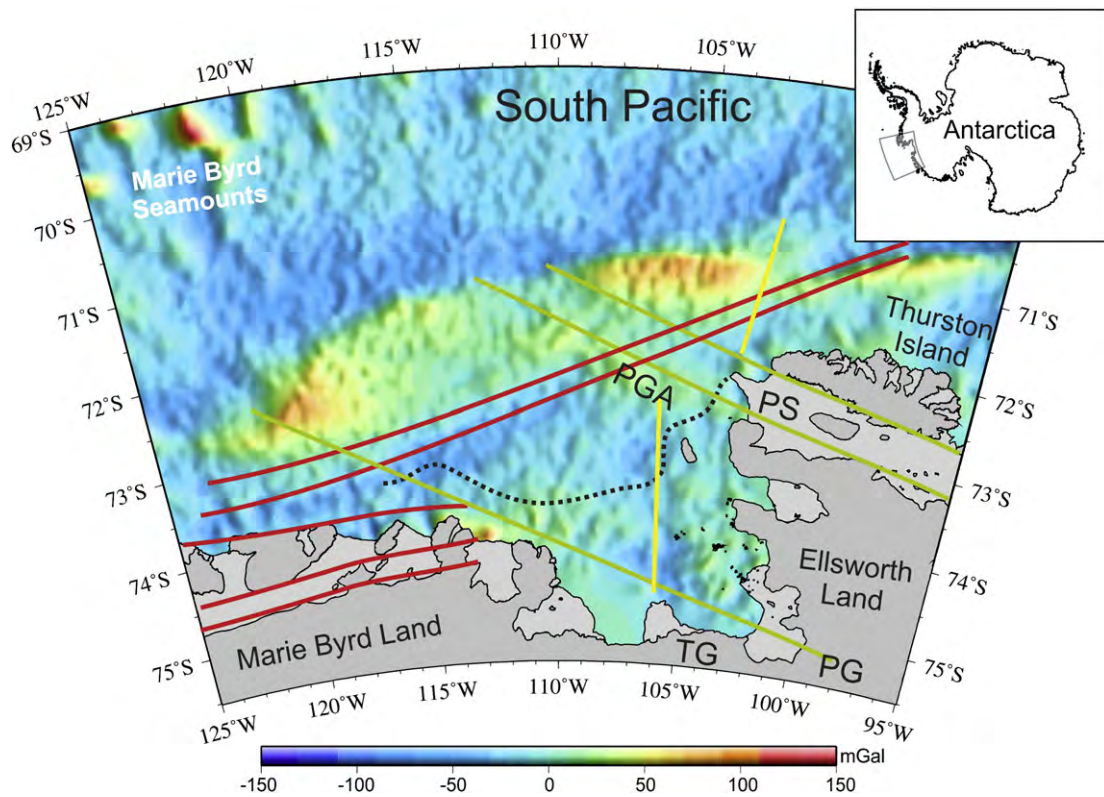 120°W
115°W
110°W
105°W
125°W
69°S
South Pacific
Antarctica
Marie Byrd
Seamounts
70°S
71°S
71°S
Thurston
Island
72°S
PGA
PS
72°S
73°S
73°S
74°S
Ellsworth
Land
74°S
Marie Byrd Land
75°S
TG
PG
75°S
125°W
120°W
115°W
110°W
105°W
100°W
95°W
mGal
-150
-100
-50
0
50
100
150